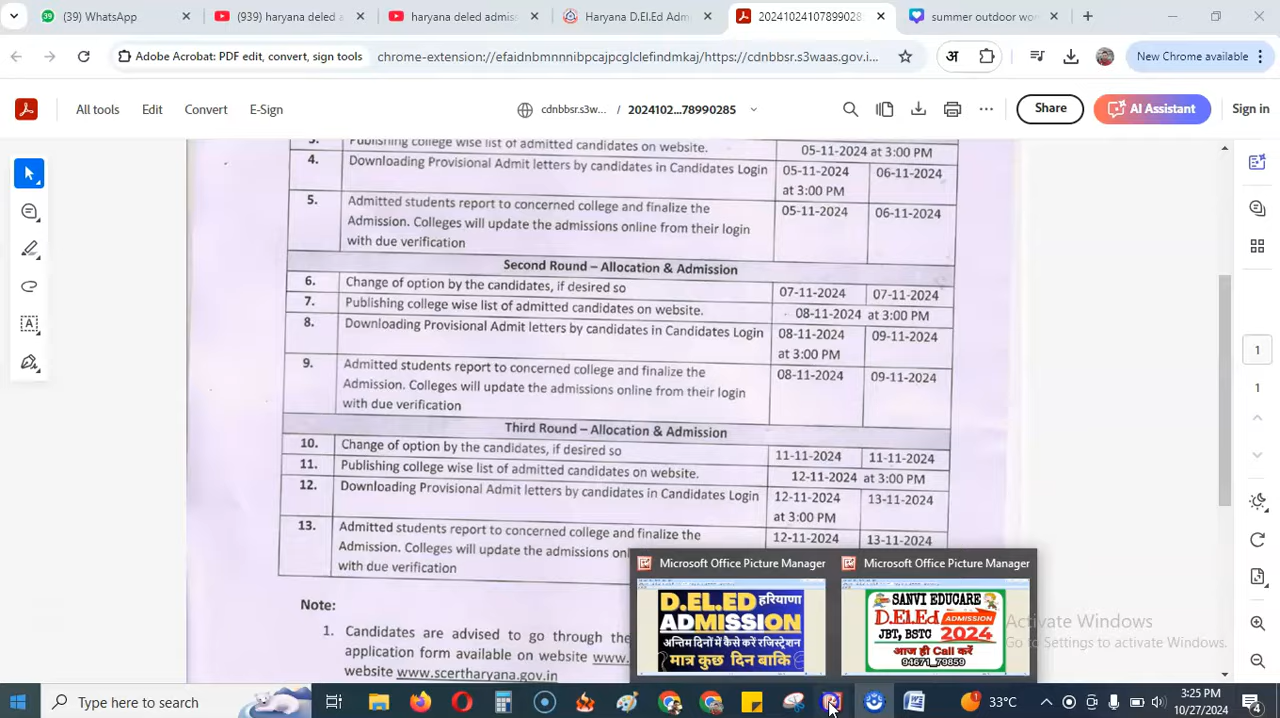 (39) WhatsApp
(939) haryana deled a
haryana deled admiss
Haryana D.El.Ed Adm
20241024107899028
summer outdoor wo
Adobe Acrobat: PDF edit, convert, sign tools
chrome-extension://efaidnbmnnnibpcajpcglclefindmkaj/https://cdnbbsr.s3waas.gov.i...
अ
New Chrome available
All tools
Edit
Convert
E-Sign
cdnbbsr.s3w... / 2024102...78990285
Share
AI Assistant
Sign in
3. Publishing college wise list of admitted candidates on website. 05-11-2024 at 3:00 PM
4. Downloading Provisional Admit letters by candidates in Candidates Login 05-11-2024 06-11-2024
at 3:00 PM
5. Admitted students report to concerned college and finalize the 05-11-2024 06-11-2024
Admission. Colleges will update the admissions online from their login
with due verification
Second Round – Allocation & Admission
6. Change of option by the candidates, if desired so 07-11-2024 07-11-2024
7. Publishing college wise list of admitted candidates on website. 08-11-2024 at 3:00 PM
8. Downloading Provisional Admit letters by candidates in Candidates Login 08-11-2024 09-11-2024
at 3:00 PM
9. Admitted students report to concerned college and finalize the 08-11-2024 09-11-2024
Admission. Colleges will update the admissions online from their login
with due verification
Third Round – Allocation & Admission
10. Change of option by the candidates, if desired so 11-11-2024 11-11-2024
11. Publishing college wise list of admitted candidates on website. 12-11-2024 at 3:00 PM
12. Downloading Provisional Admit letters by candidates in Candidates Login 12-11-2024 13-11-2024
at 3:00 PM
13. Admitted students report to concerned college and finalize the 12-11-2024 13-11-2024
Admission. Colleges will update the admissions onl
with due verification
Note:
1. Candidates are advised to go through the
application form available on website www.
website www.scertharyana.gov.in
Microsoft Office Picture Manager
Microsoft Office Picture Manager
D.EL.ED हरियाणा
ADMISSION
अन्तिम दिनों में कैसे करें रजिस्ट्रेशन
मात्र कुछ दिन बाकि
SANVI EDUCARE
D.El.Ed ADMISSION
JBT, BSTC 2024
आज ही Call करें
94671_79859
1
1
Activate Windows
Go to Settings to activate Windows.
Type here to search
33°C
3:25 PM
10/27/2024
4